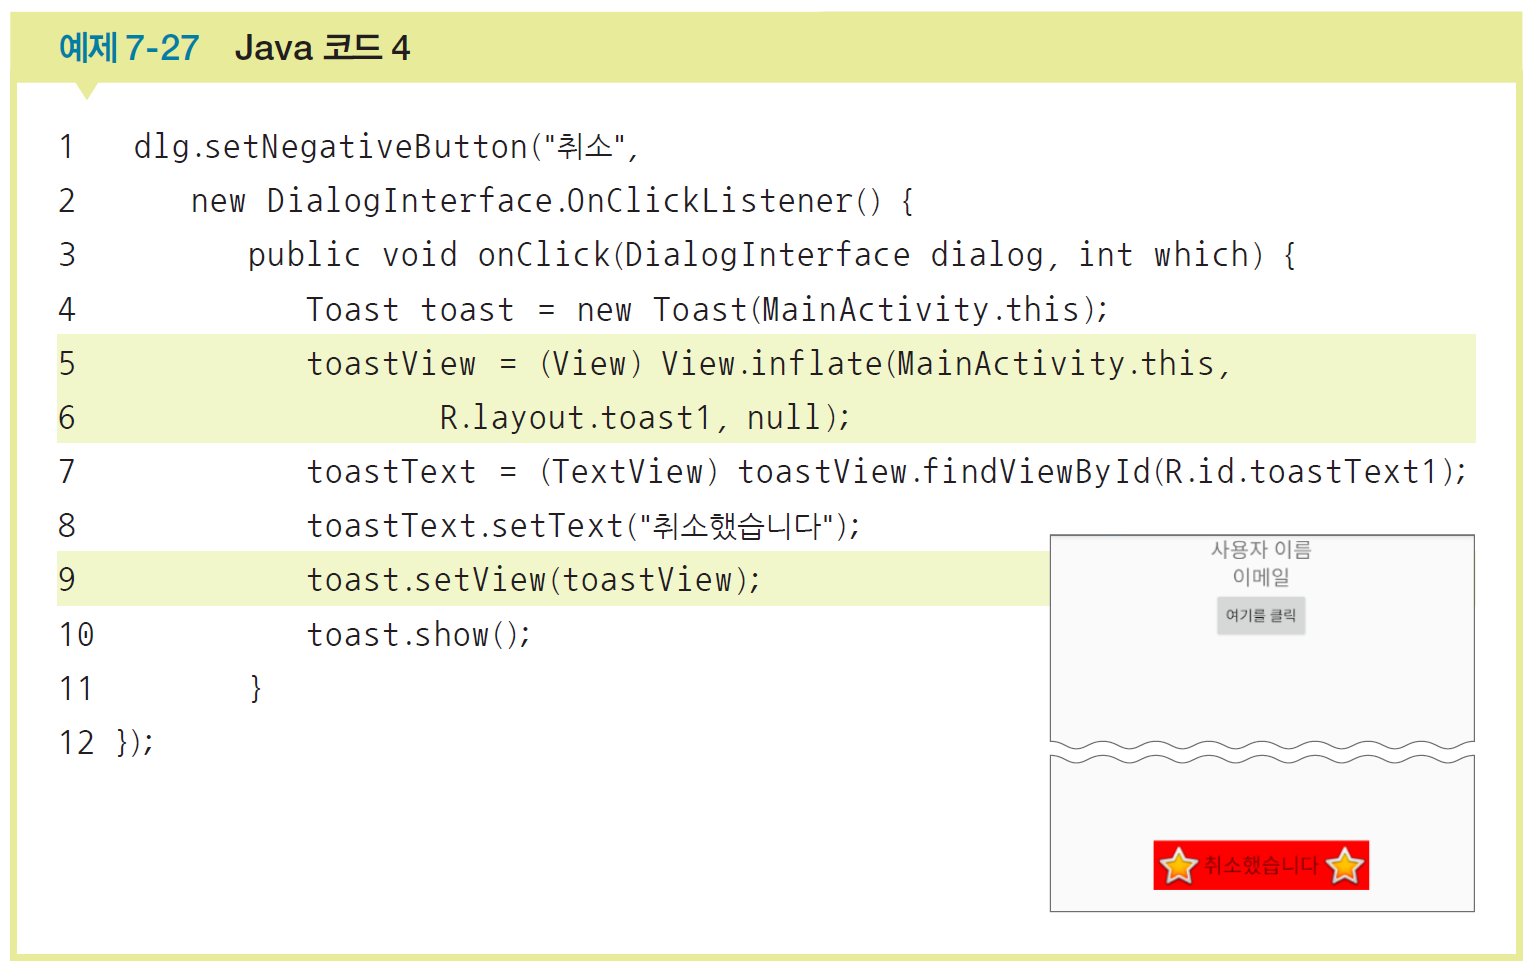 예제 7-27 Java 코드 4
1 dlg.setNegativeButton("취소",
2 new DialogInterface.OnClickListener() {
3 public void onClick(DialogInterface dialog, int which) {
4 Toast toast = new Toast(MainActivity.this);
5 toastView = (View) View.inflate(MainActivity.this,
6 R.layout.toast1, null);
7 toastText = (TextView) toastView.findViewById(R.id.toastText1);
8 toastText.setText("취소했습니다");
9 toast.setView(toastView);
10 toast.show();
11 }
12 });
사용자 이름
이메일
여기를 클릭
취소했습니다